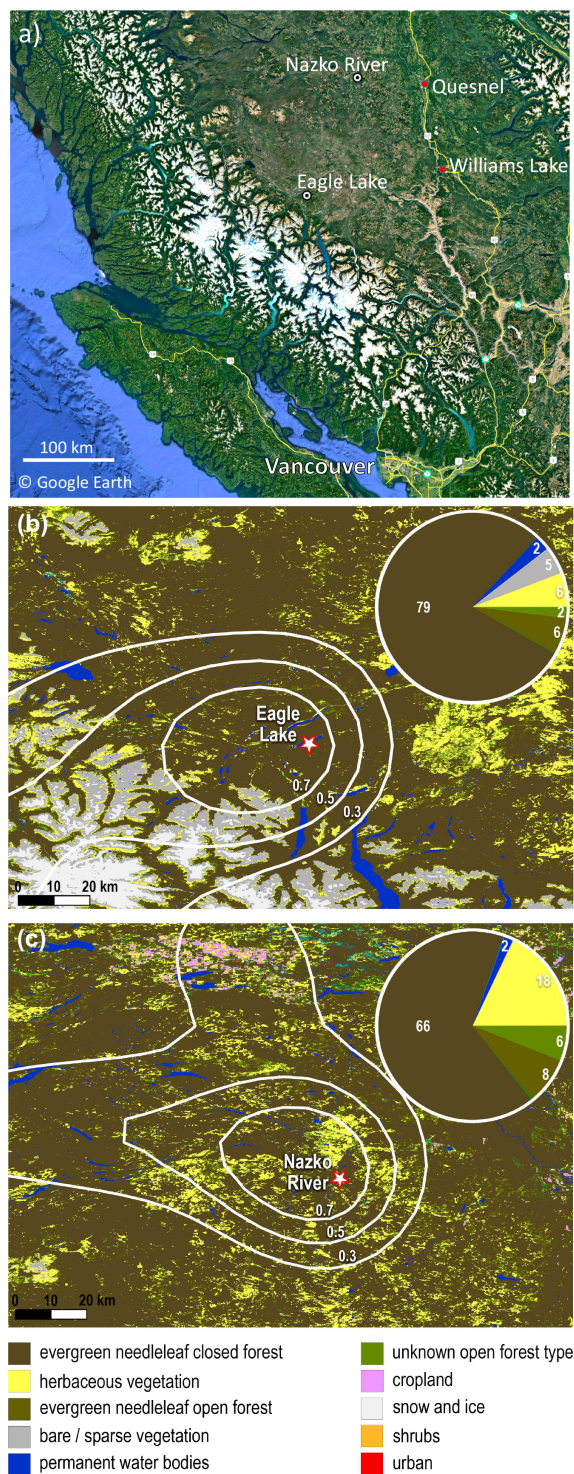 a)
Nazko River
Quesnel
Williams Lake
Eagle Lake
100 km
Vancouver
© Google Earth
(b)
2
5
79
6
2
6
Eagle
Lake
0.7
0.5
0.3
0 10 20 km
(c)
2
18
66
6
8
Nazko
River
0.7
0.5
0.3
0 10 20 km
evergreen needleleaf closed forest
unknown open forest type
herbaceous vegetation
cropland
evergreen needleleaf open forest
snow and ice
bare / sparse vegetation
shrubs
permanent water bodies
urban